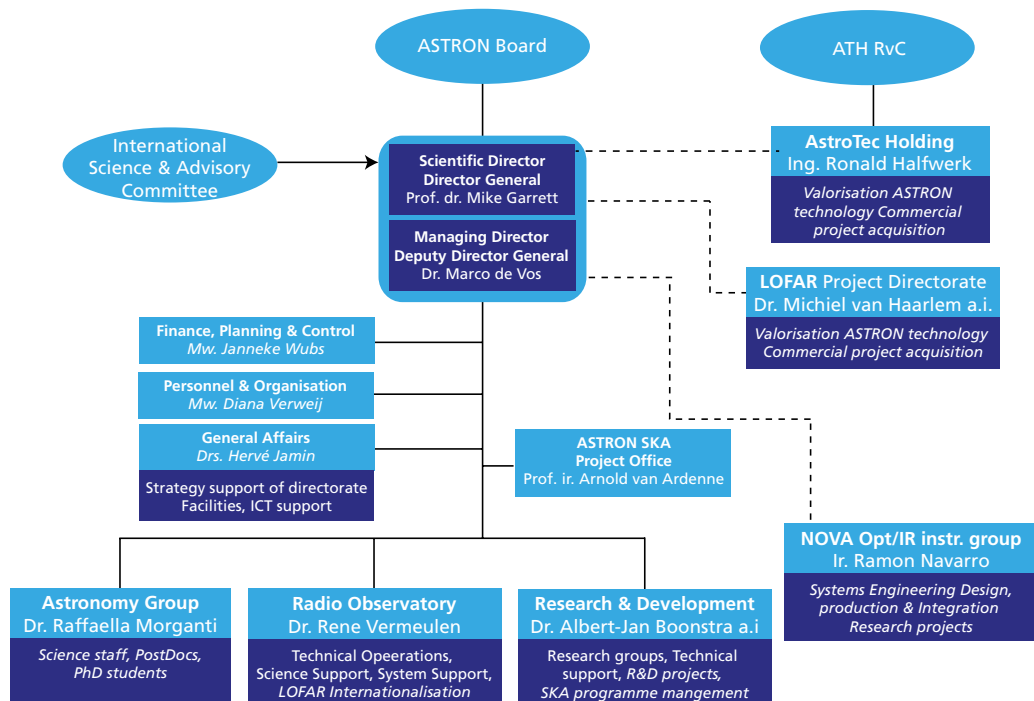 ASTRON Board
ATH RvC
International
Science & Advisory
Committee
Scientific Director
Director General
Prof. dr. Mike Garrett
Managing Director
Deputy Director General
Dr. Marco de Vos
AstroTec Holding
Ing. Ronald Halfwerk
Valorisation ASTRON
technology Commercial
project acquisition
LOFAR Project Directorate
Dr. Michiel van Haarlem a.i.
Valorisation ASTRON technology
Commercial project acquisition
Finance, Planning & Control
Mw. Janneke Wubs
Personnel & Organisation
Mw. Diana Verweij
General Affairs
Drs. Hervé Jamin
Strategy support of directorate
Facilities, ICT support
ASTRON SKA
Project Office
Prof. ir. Arnold van Ardenne
NOVA Opt/IR instr. group
Ir. Ramon Navarro
Systems Engineering Design,
production & Integration
Research projects
Astronomy Group
Dr. Raffaella Morganti
Science staff, PostDocs,
PhD students
Radio Observatory
Dr. Rene Vermeulen
Technical Opeerations,
Science Support, System Support,
LOFAR Internationalisation
Research & Development
Dr. Albert-Jan Boonstra a.i
Research groups, Technical
support, R&D projects,
SKA programme mangement